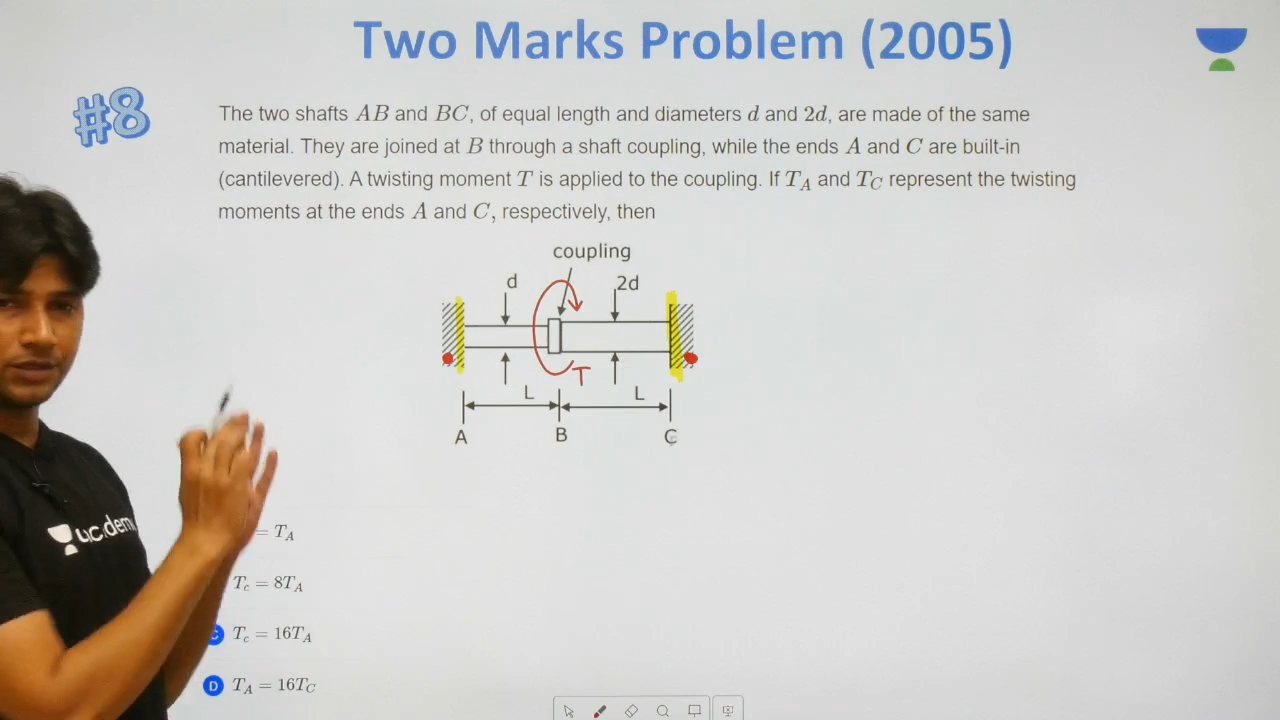 Two Marks Problem (2005)
#8
The two shafts AB and BC, of equal length and diameters d and 2d, are made of the same
material. They are joined at B through a shaft coupling, while the ends A and C are built-in
(cantilevered). A twisting moment T is applied to the coupling. If T_A and T_C represent the twisting
moments at the ends A and C, respectively, then
coupling
d 2d
T
L L
A B C
= T_A
T_c = 8T_A
C T_c = 16T_A
D T_A = 16T_C